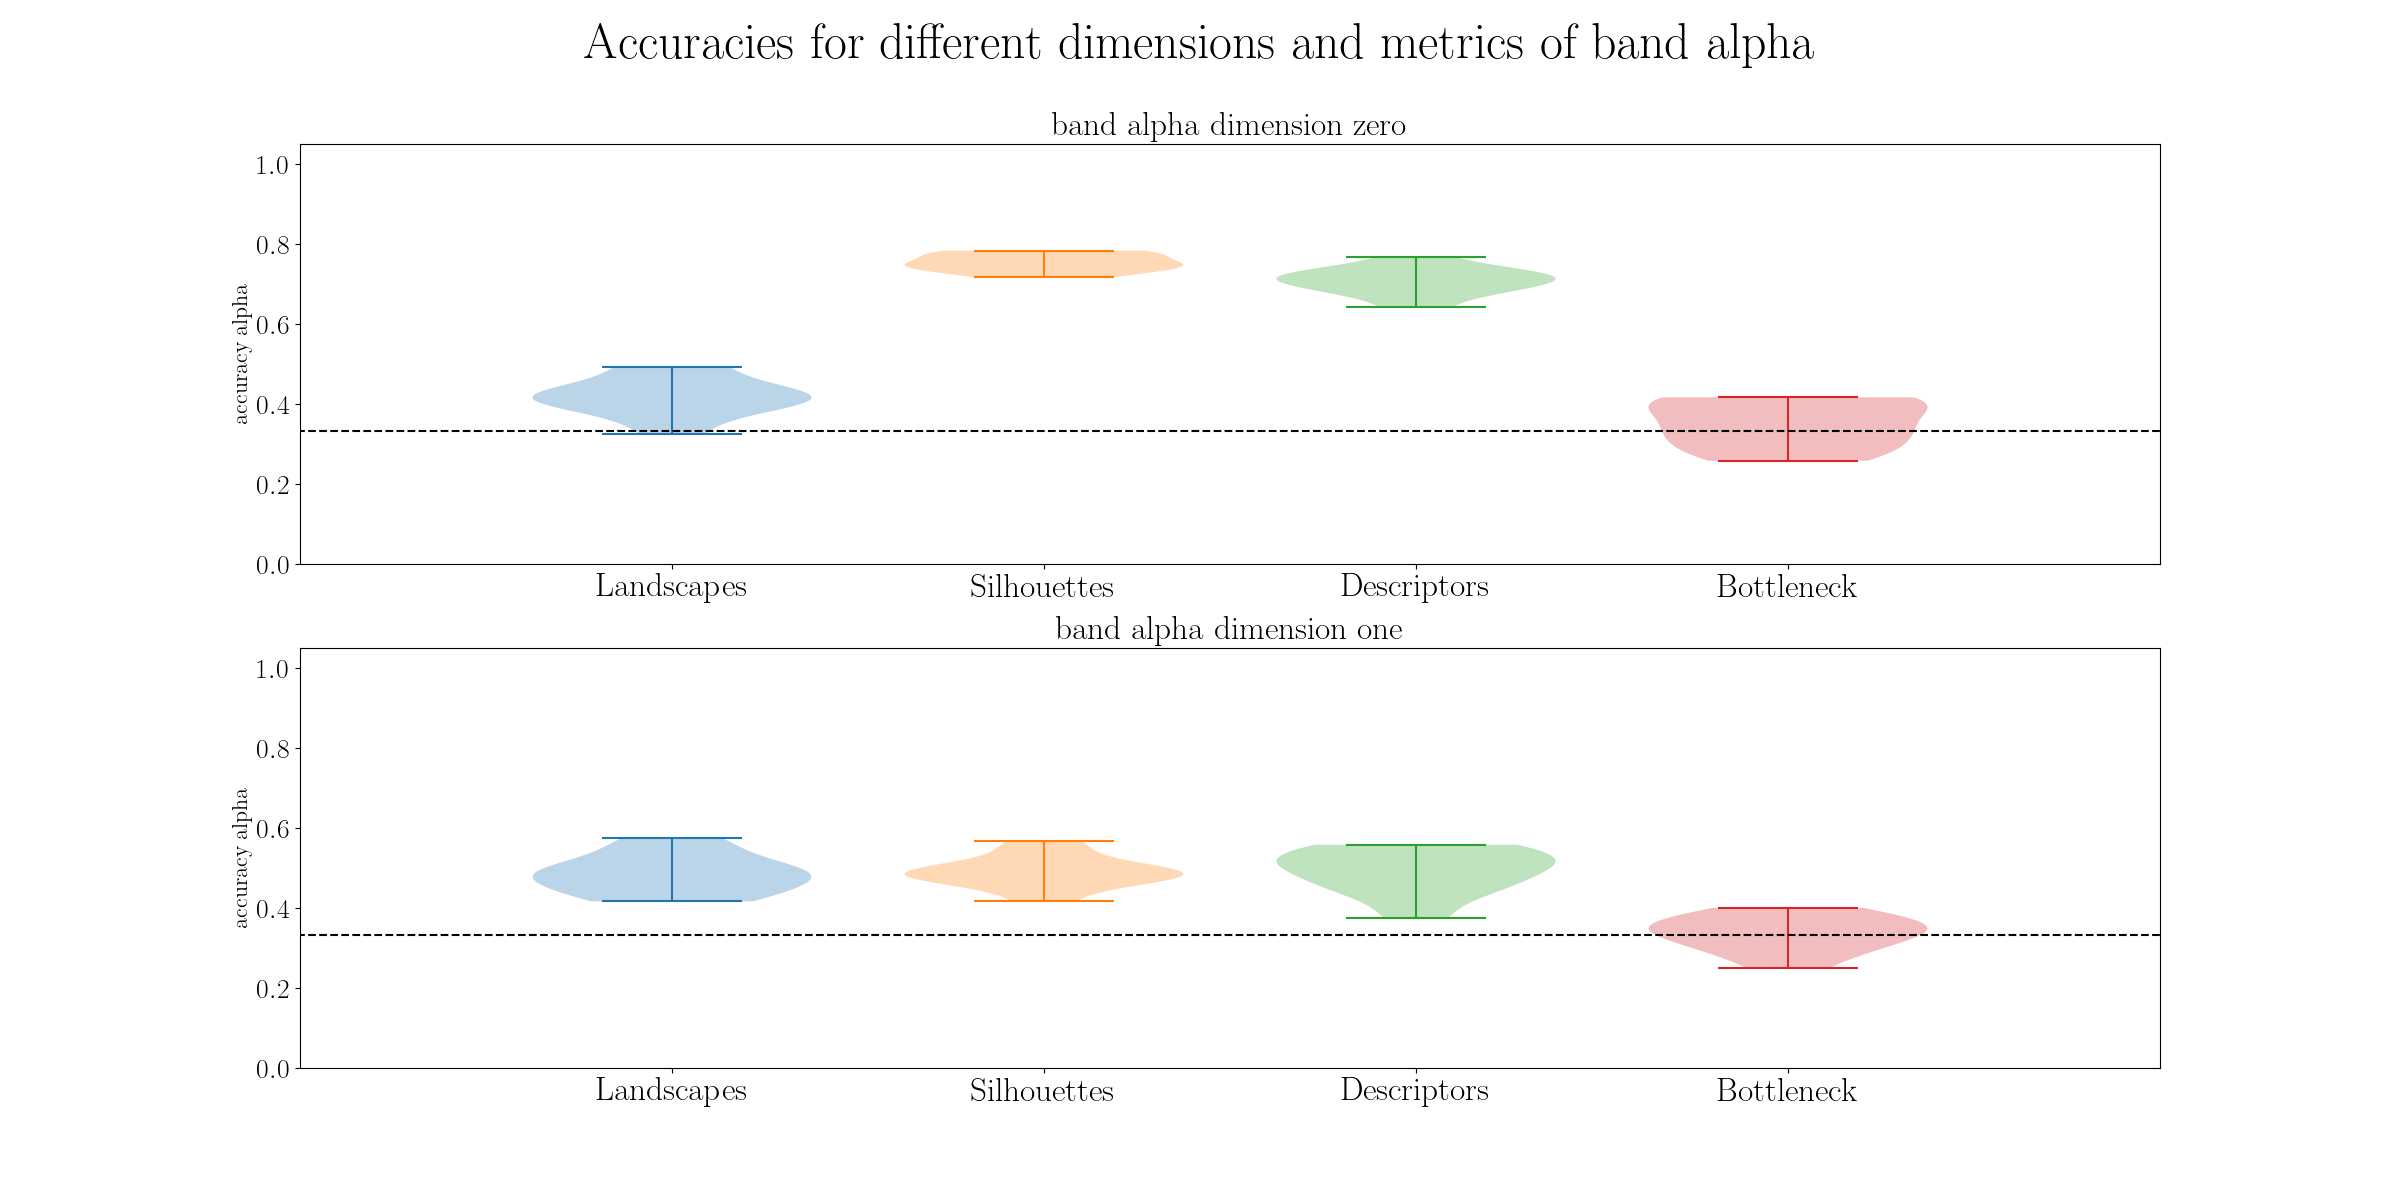 Accuracies for different dimensions and metrics of band alpha
band alpha dimension zero
accuracy alpha
1.0
0.8
0.6
0.4
0.2
0.0
Landscapes Silhouettes Descriptors Bottleneck
band alpha dimension one
accuracy alpha
1.0
0.8
0.6
0.4
0.2
0.0
Landscapes Silhouettes Descriptors Bottleneck